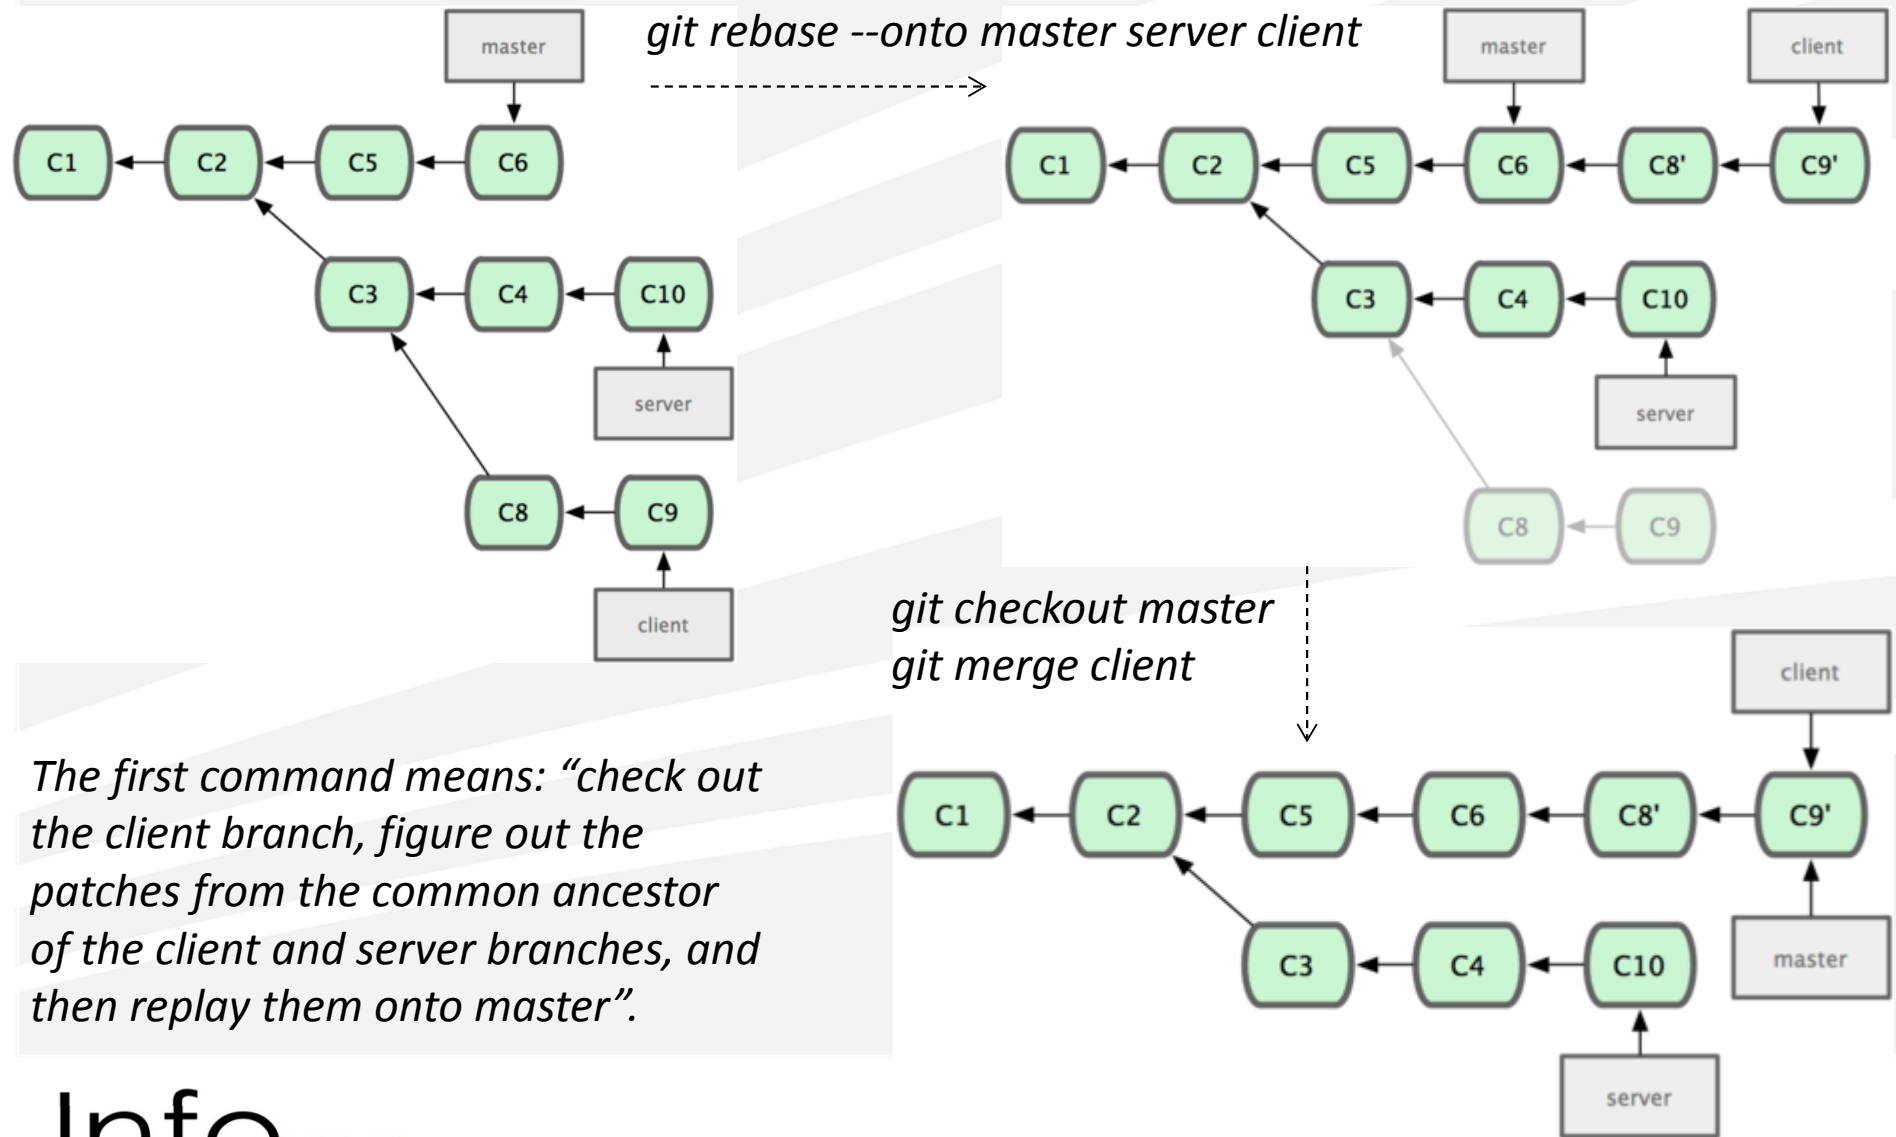 master
git rebase --onto master server client
master
client
C1
C2
C5
C6
C3
C4
C10
server
C8
C9
client
C1
C2
C5
C6
C8'
C9'
C3
C4
C10
server
C8
C9
git checkout master
git merge client
The first command means: “check out
the client branch, figure out the
patches from the common ancestor
of the client and server branches, and
then replay them onto master”.
client
C1
C2
C5
C6
C8'
C9'
C3
C4
C10
master
server
Info